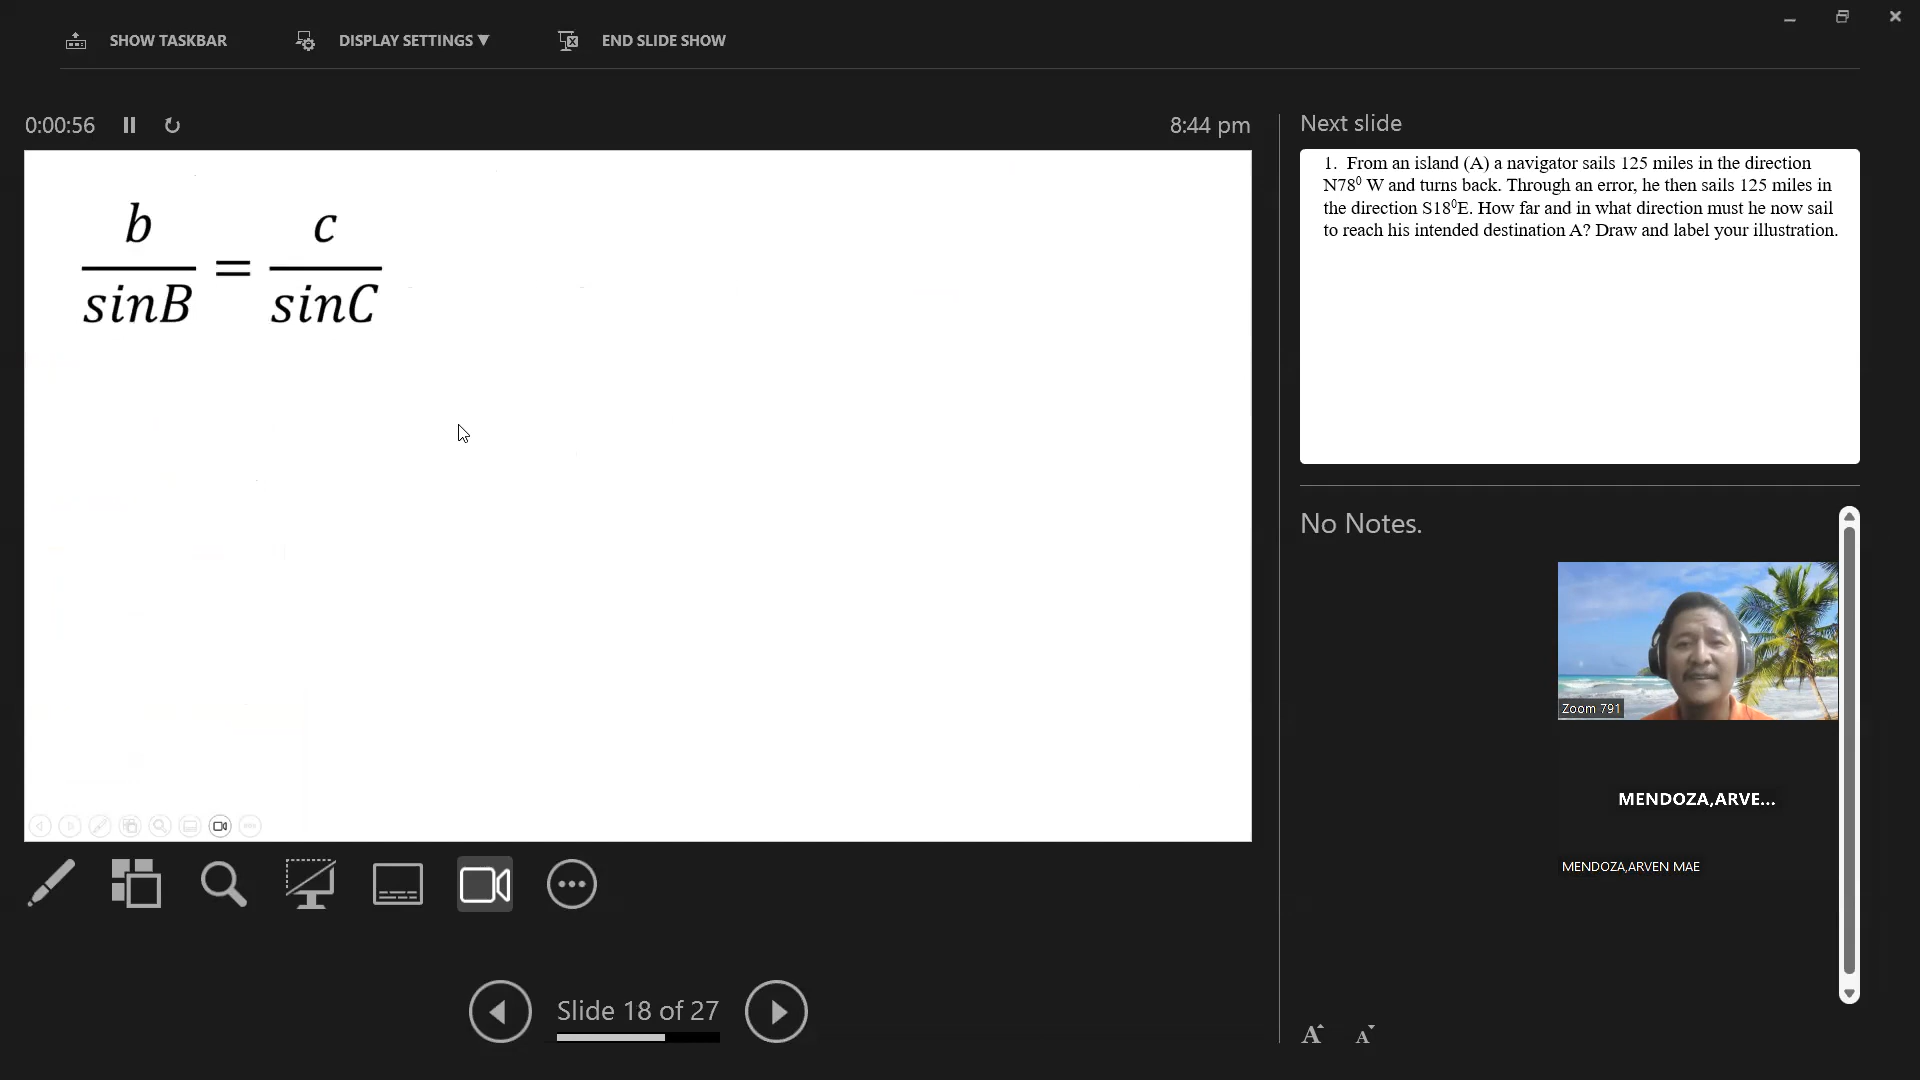 SHOW TASKBAR
DISPLAY SETTINGS ▼
END SLIDE SHOW
0:00:56
8:44 pm
Next slide
b/sinB = c/sinC
1. From an island (A) a navigator sails 125 miles in the direction
N78⁰ W and turns back. Through an error, he then sails 125 miles in
the direction S18⁰E. How far and in what direction must he now sail
to reach his intended destination A? Draw and label your illustration.
No Notes.
Zoom 791
MENDOZA,ARVE...
MENDOZA,ARVEN MAE
Slide 18 of 27
A A